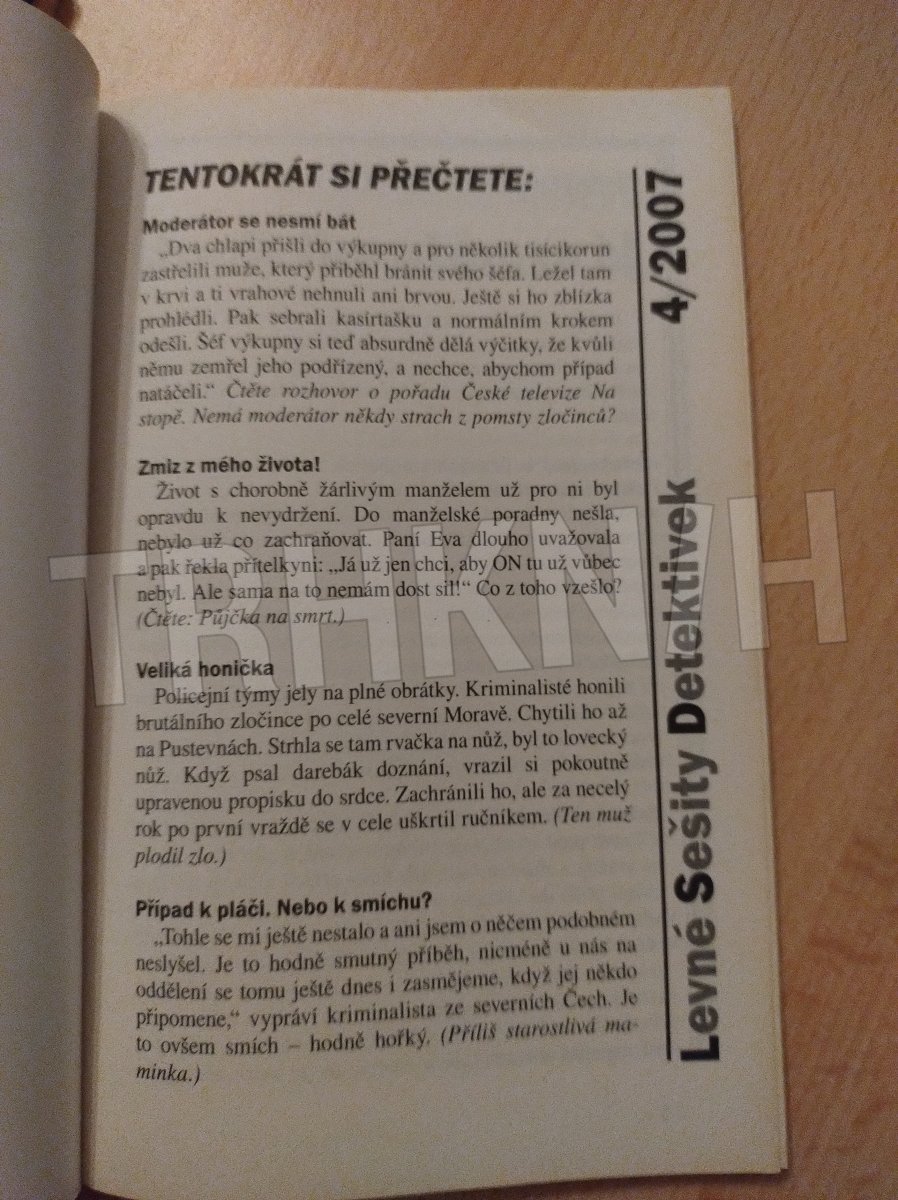 TENTOKRÁT SI PŘEČTETE:
Moderátor se nesmí bát
„Dva chlapi přišli do výkupny a pro několik tisícikorun
zastřelili muže, který přiběhl bránit svého šéfa. Ležel tam
v krvi a ti vrahové nehnuli ani brvou. Ještě si ho zblízka
prohlédli. Pak sebrali kasírtašku a normálním krokem
odešli. Šéf výkupny si teď absurdně dělá výčitky, že kvůli
němu zemřel jeho podřízený, a nechce, abychom případ
natáčeli.“ Čtěte rozhovor o pořadu České televize Na
stopě. Nemá moderátor někdy strach z pomsty zločinců?
Zmiz z mého života!
Život s chorobně žárlivým manželem už pro ni byl
opravdu k nevydržení. Do manželské poradny nešla,
nebylo už co zachraňovat. Paní Eva dlouho uvažovala
a pak řekla přítelkyni: „Já už jen chci, aby ON tu už vůbec
nebyl. Ale sama na to nemám dost sil!“ Co z toho vzešlo?
(Čtěte: Půjčka na smrt.)
Veliká honička
Policejní týmy jely na plné obrátky. Kriminalisté honili
brutálního zločince po celé severní Moravě. Chytili ho až
na Pustevnách. Strhla se tam rvačka na nůž, byl to lovecký
nůž. Když psal darebák doznání, vrazil si pokoutně
upravenou propisku do srdce. Zachránili ho, ale za necelý
rok po první vraždě se v cele uškrtil ručníkem. (Ten muž
plodil zlo.)
Případ k pláči. Nebo k smíchu?
„Tohle se mi ještě nestalo a ani jsem o něčem podobném
neslyšel. Je to hodně smutný příběh, nicméně u nás na
oddělení se tomu ještě dnes i zasmějeme, když jej někdo
připomene,“ vypráví kriminalista ze severních Čech. Je
to ovšem smích – hodně hořký. (Příliš starostlivá ma-
minka.)
Levné Sešity Detektivek 4/2007
TBHKNVH